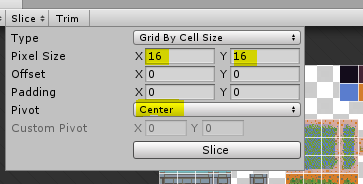 Slice Trim
Type Grid By Cell Size
Pixel Size X 16 Y 16
Offset X 0 Y 0
Padding X 0 Y 0
Pivot Center
Custom Pivot X 0 Y 0
Slice